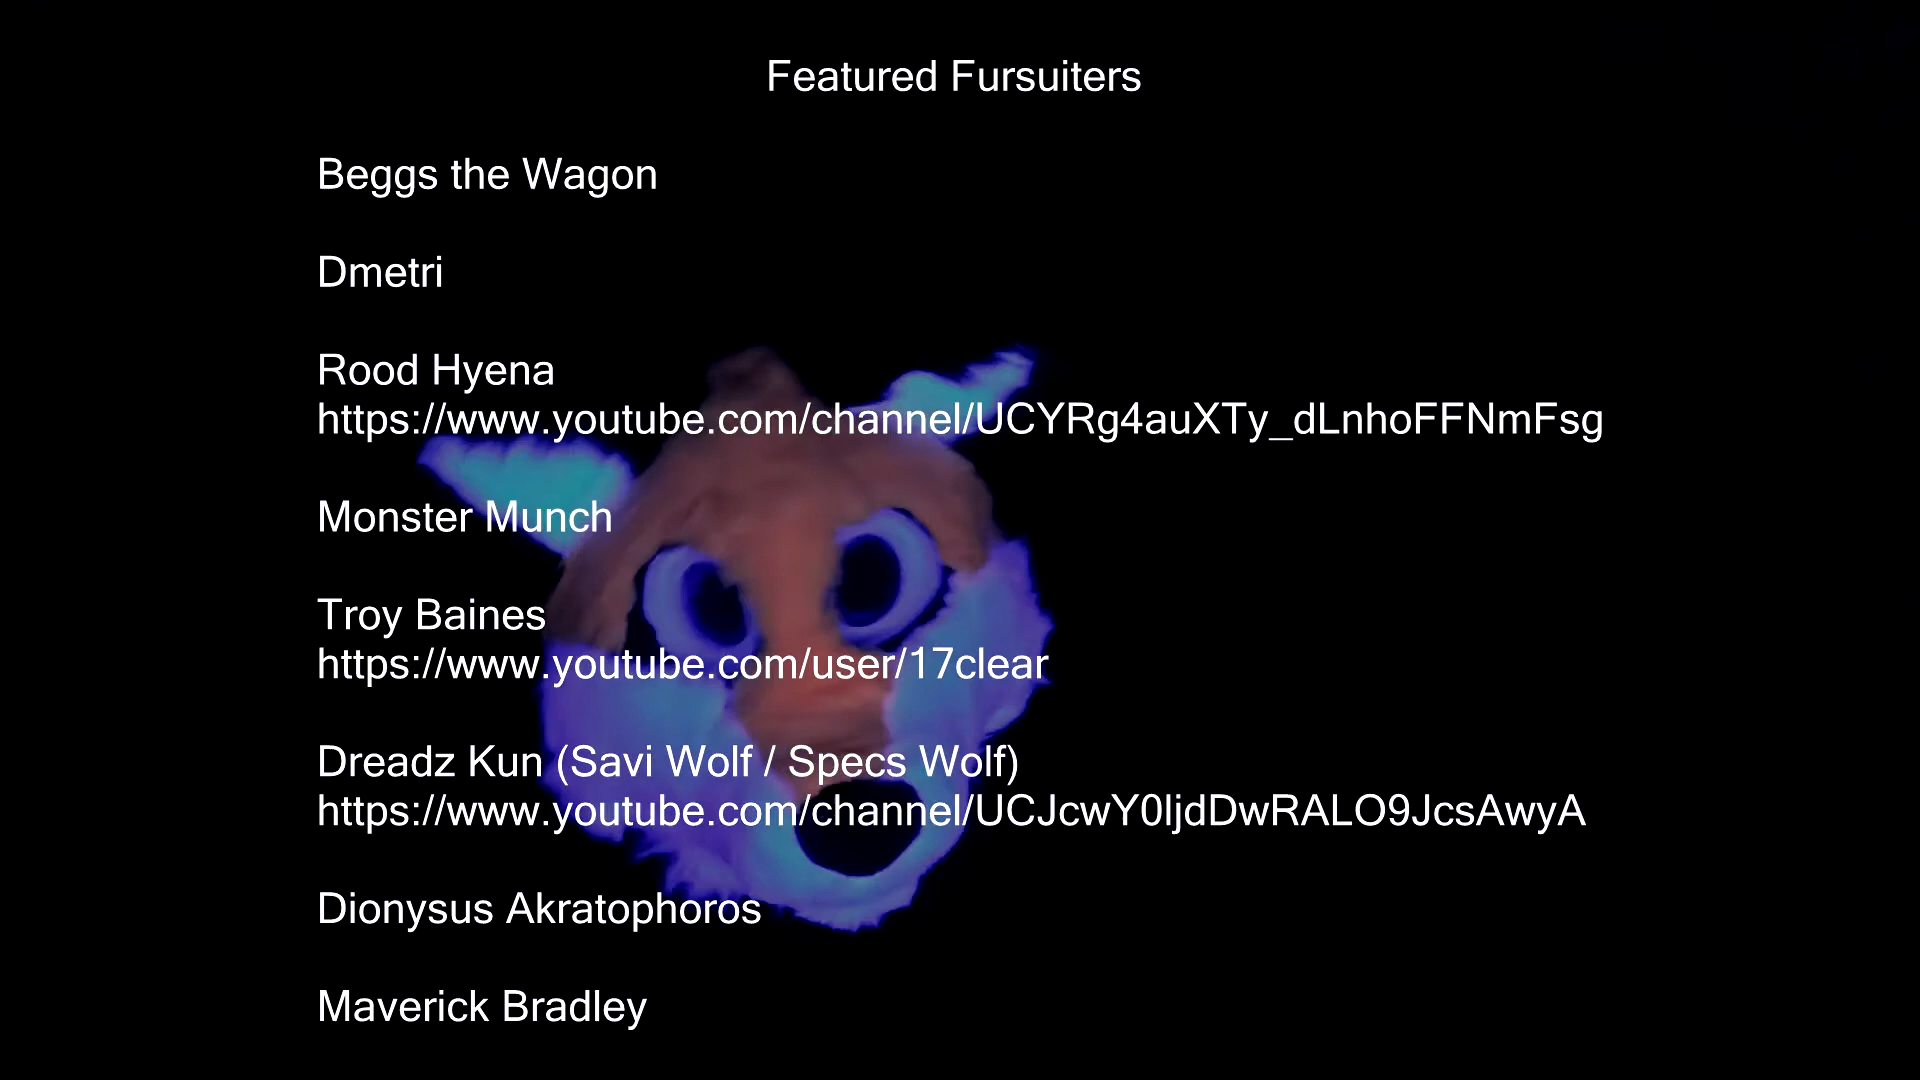 Featured Fursuiters
Beggs the Wagon
Dmetri
Rood Hyena
https://www.youtube.com/channel/UCYRg4auXTy_dLnhoFFNmFsg
Monster Munch
Troy Baines
https://www.youtube.com/user/17clear
Dreadz Kun (Savi Wolf / Specs Wolf)
https://www.youtube.com/channel/UCJcwY0ljdDwRALO9JcsAwyA
Dionysus Akratophoros
Maverick Bradley